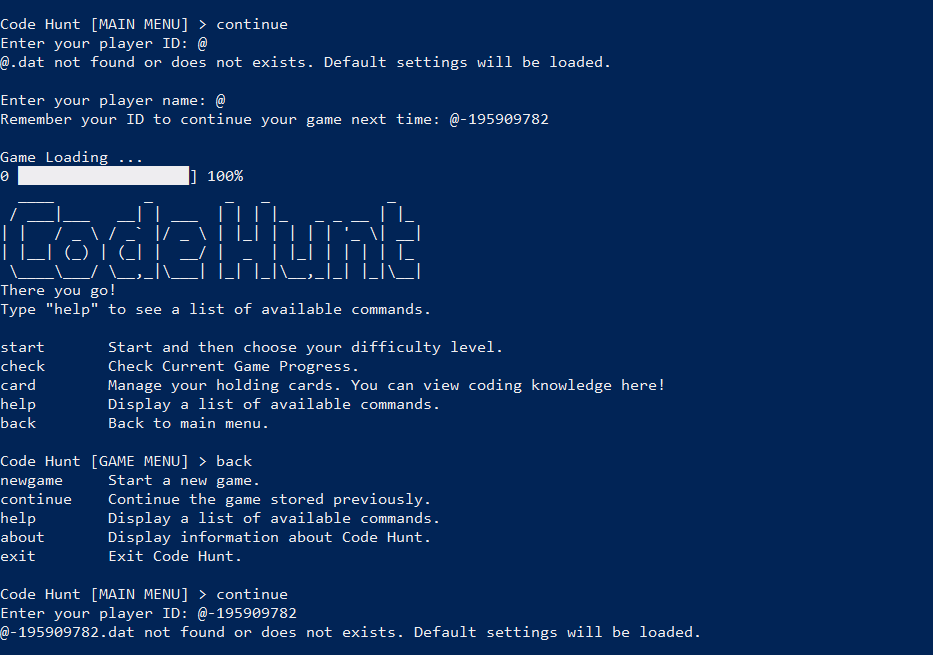 Code Hunt [MAIN MENU] > continue
Enter your player ID: @
@.dat not found or does not exists. Default settings will be loaded.
Enter your player name: @
Remember your ID to continue your game next time: @-195909782
Game Loading ...
0 [] 100%
Code Hunt
There you go!
Type "help" to see a list of available commands.
start Start and then choose your difficulty level.
check Check Current Game Progress.
card Manage your holding cards. You can view coding knowledge here!
help Display a list of available commands.
back Back to main menu.
Code Hunt [GAME MENU] > back
newgame Start a new game.
continue Continue the game stored previously.
help Display a list of available commands.
about Display information about Code Hunt.
exit Exit Code Hunt.
Code Hunt [MAIN MENU] > continue
Enter your player ID: @-195909782
@-195909782.dat not found or does not exists. Default settings will be loaded.